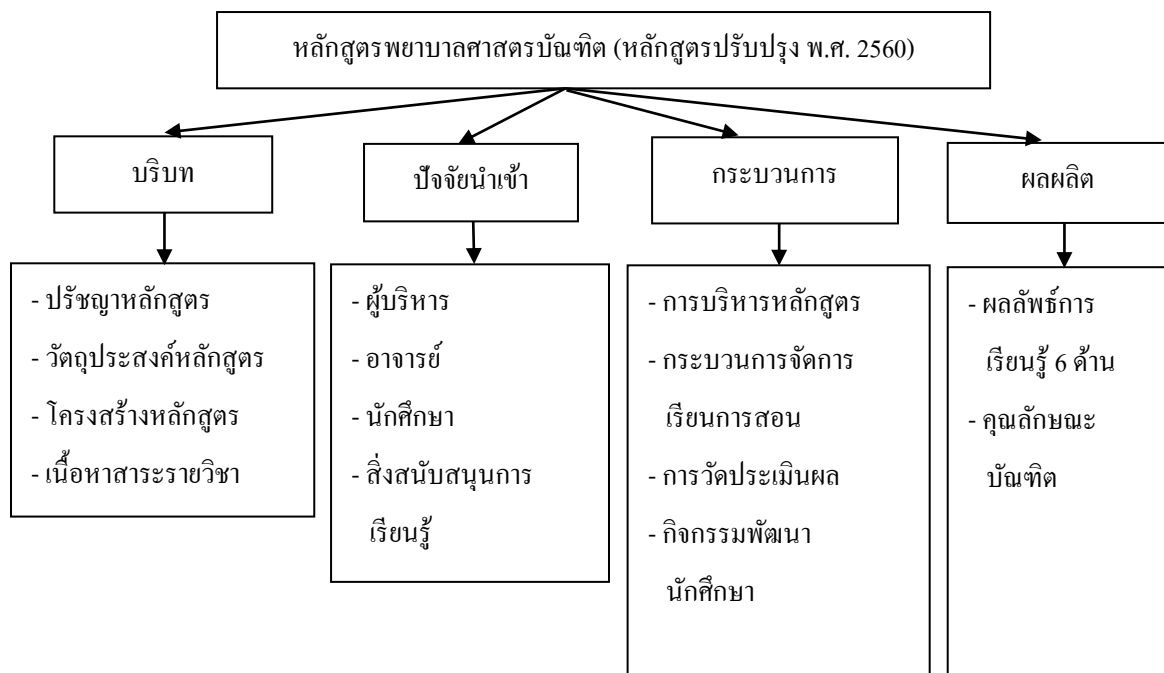 หลักสูตรพยาบาลศาสตรบัณฑิต (หลักสูตรปรับปรุง พ.ศ. 2560)
บริบท
ปัจจัยนำเข้า
กระบวนการ
ผลผลิต
- ปรัชญาหลักสูตร
- วัตถุประสงค์หลักสูตร
- โครงสร้างหลักสูตร
- เนื้อหาสาระรายวิชา
- ผู้บริหาร
- อาจารย์
- นักศึกษา
- สิ่งสนับสนุนการ
เรียนรู้
- การบริหารหลักสูตร
- กระบวนการจัดการ
เรียนการสอน
- การวัดประเมินผล
- กิจกรรมพัฒนา
นักศึกษา
- ผลลัพธ์การ
เรียนรู้ 6 ด้าน
- คุณลักษณะ
บัณฑิต